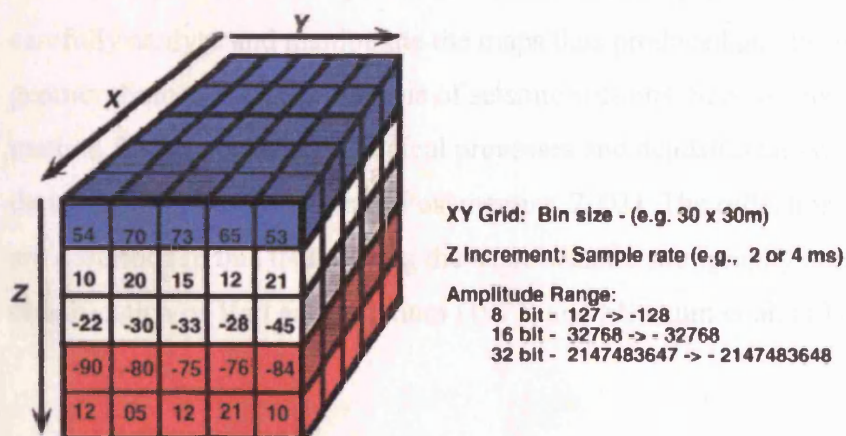 Y
X
Z
54 70 73 65 53
10 20 15 12 21
-22 -30 -33 -28 -45
-90 -80 -75 -76 -84
12 05 12 21 10
XY Grid: Bin size - (e.g. 30 x 30m)
Z Increment: Sample rate (e.g., 2 or 4 ms)
Amplitude Range:
8 bit - 127 -> -128
16 bit - 32768 -> - 32768
32 bit - 2147483647 -> - 2147483648